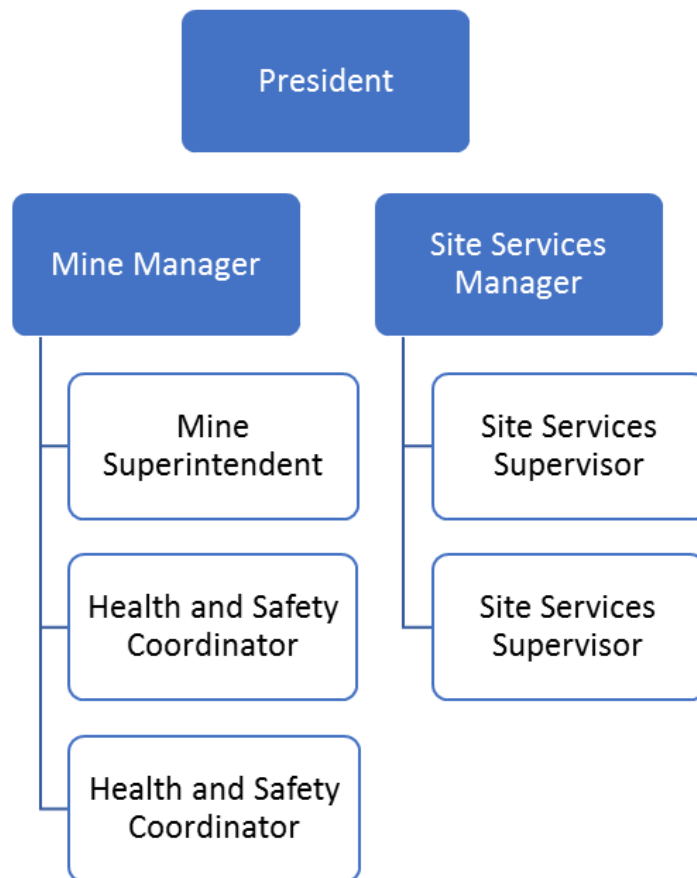 President
Mine Manager
Site Services
Manager
Mine
Superintendent
Site Services
Supervisor
Health and Safety
Coordinator
Site Services
Supervisor
Health and Safety
Coordinator